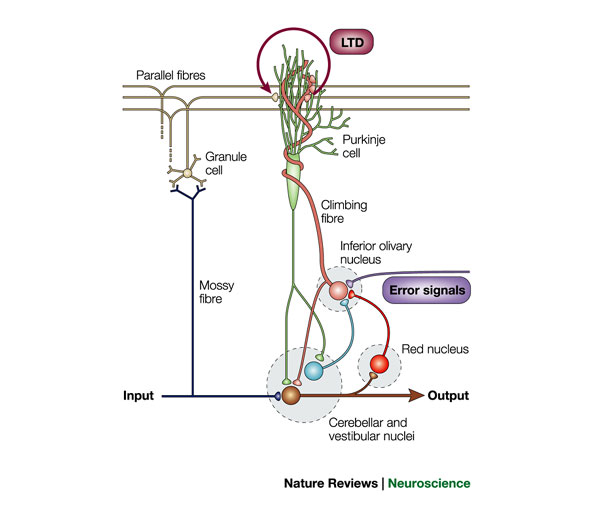 LTD
Parallel fibres
Purkinje
cell
Granule
cell
Climbing
fibre
Inferior olivary
nucleus
Mossy
fibre
Error signals
Red nucleus
Input
Output
Cerebellar and
vestibular nuclei
Nature Reviews | Neuroscience